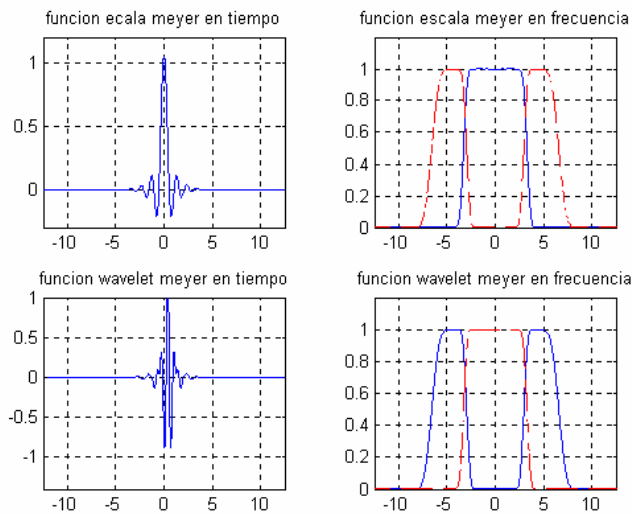 funcion ecala meyer en tiempo
1
0.5
0
-10 -5 0 5 10
funcion escala meyer en frecuencia
1
0.8
0.6
0.4
0.2
0
-10 -5 0 5 10
funcion wavelet meyer en tiempo
1
0.5
0
-0.5
-1
-10 -5 0 5 10
funcion wavelet meyer en frecuencia
1
0.8
0.6
0.4
0.2
0
-10 -5 0 5 10